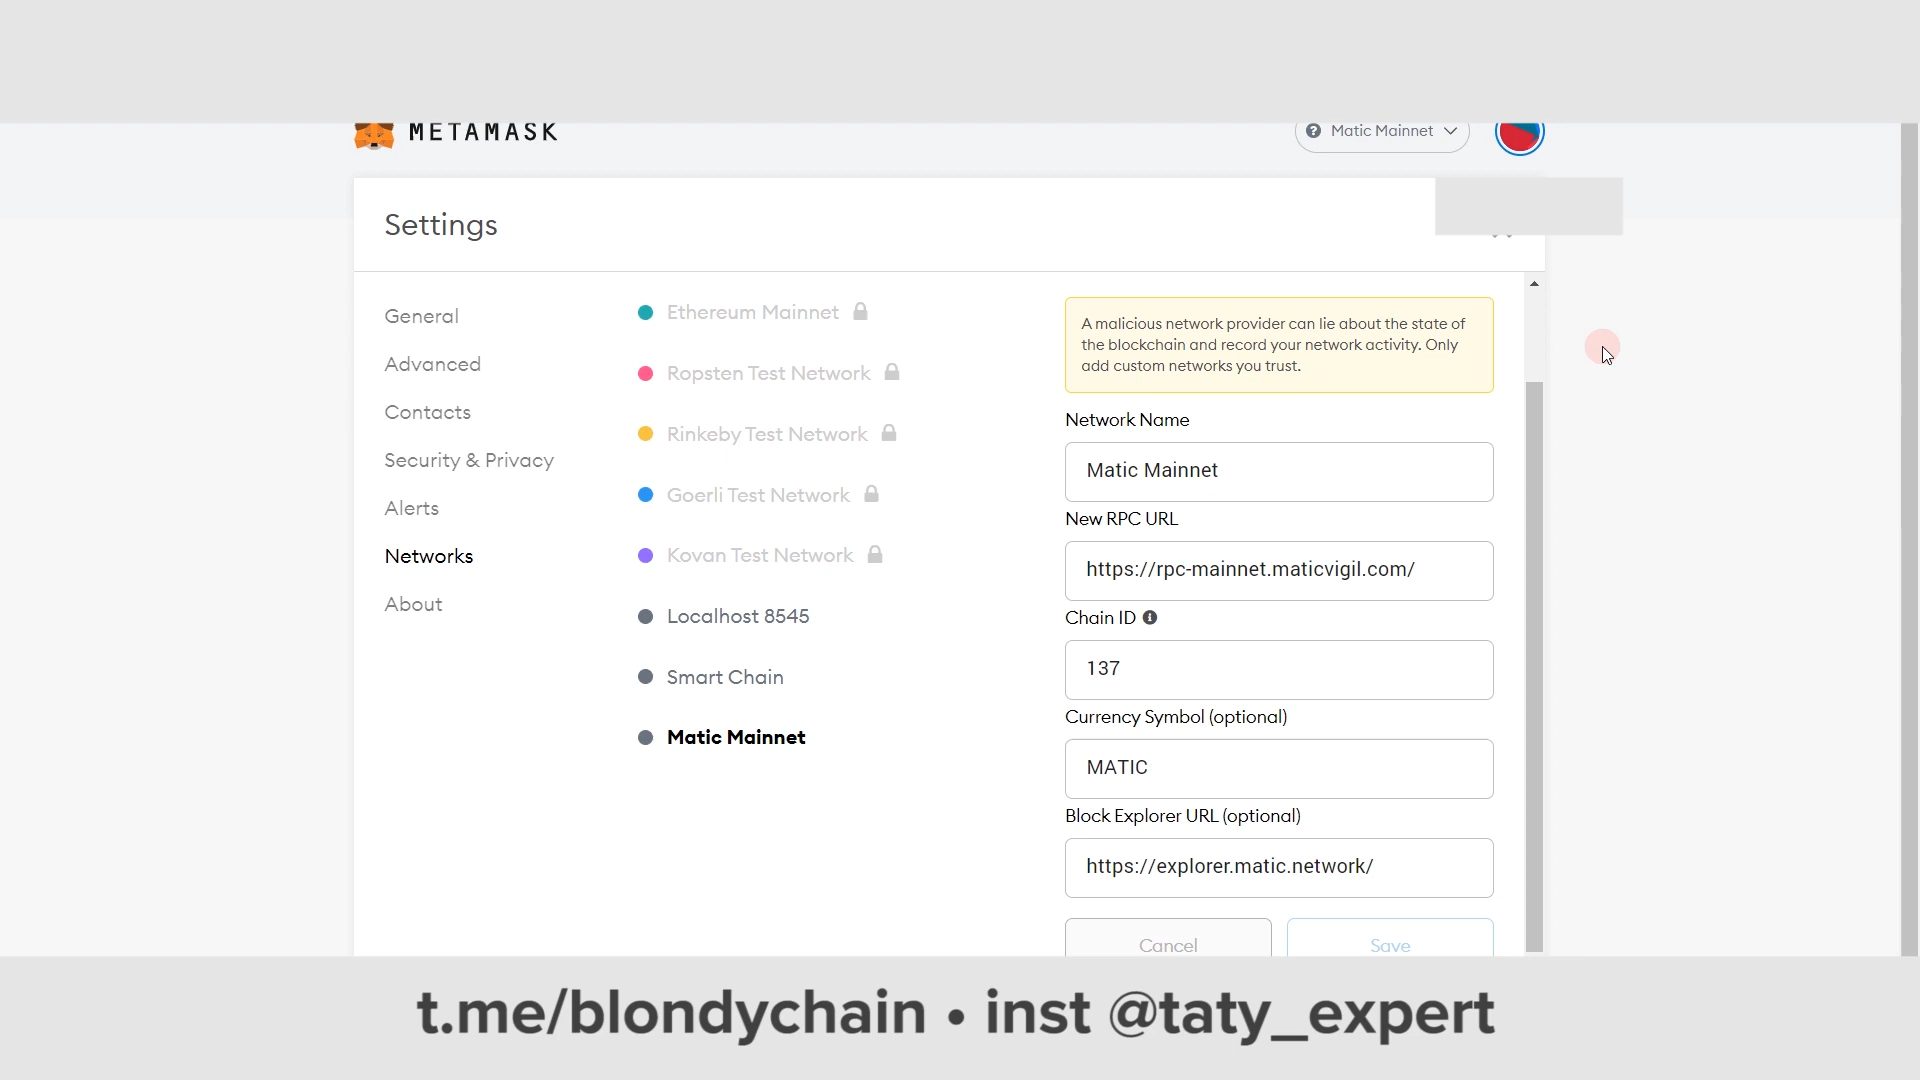 METAMASK
Matic Mainnet
Settings
General
Advanced
Contacts
Security & Privacy
Alerts
Networks
About
Ethereum Mainnet
Ropsten Test Network
Rinkeby Test Network
Goerli Test Network
Kovan Test Network
Localhost 8545
Smart Chain
Matic Mainnet
A malicious network provider can lie about the state of
the blockchain and record your network activity. Only
add custom networks you trust.
Network Name
Matic Mainnet
New RPC URL
https://rpc-mainnet.maticvigil.com/
Chain ID
137
Currency Symbol (optional)
MATIC
Block Explorer URL (optional)
https://explorer.matic.network/
Cancel
Save
t.me/blondychain • inst @taty_expert